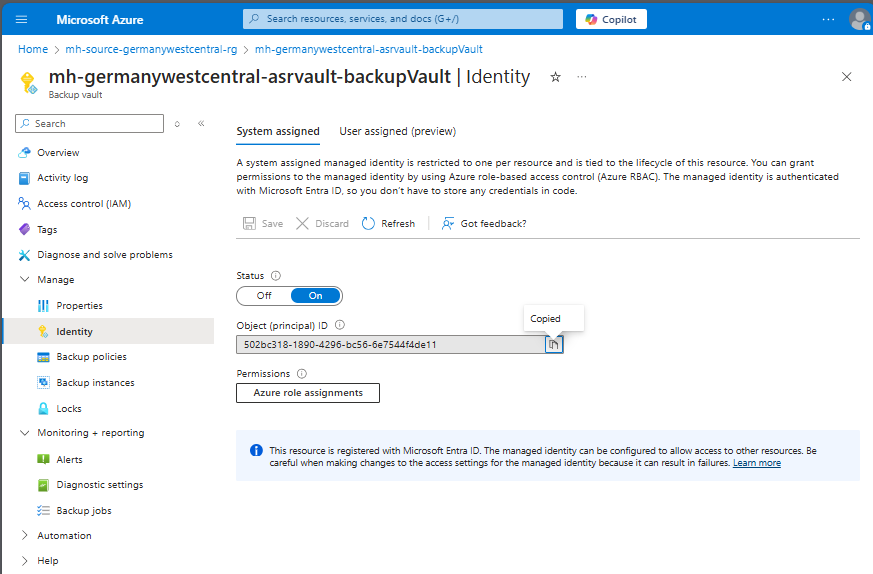 Microsoft Azure
Search resources, services, and docs (G+/)
Copilot
Home > mh-source-germanywestcentral-rg > mh-germanywestcentral-asrvault-backupVault
mh-germanywestcentral-asrvault-backupVault | Identity
Backup vault
Search
Overview
Activity log
Access control (IAM)
Tags
Diagnose and solve problems
Manage
Properties
Identity
Backup policies
Backup instances
Locks
Monitoring + reporting
Alerts
Diagnostic settings
Backup jobs
Automation
Help
System assigned
User assigned (preview)
A system assigned managed identity is restricted to one per resource and is tied to the lifecycle of this resource. You can grant
permissions to the managed identity by using Azure role-based access control (Azure RBAC). The managed identity is authenticated
with Microsoft Entra ID, so you don't have to store any credentials in code.
Save
Discard
Refresh
Got feedback?
Status
Off
On
Copied
Object (principal) ID
502bc318-1890-4296-bc56-6e7544f4de11
Permissions
Azure role assignments
This resource is registered with Microsoft Entra ID. The managed identity can be configured to allow access to other resources. Be
careful when making changes to the access settings for the managed identity because it can result in failures. Learn more